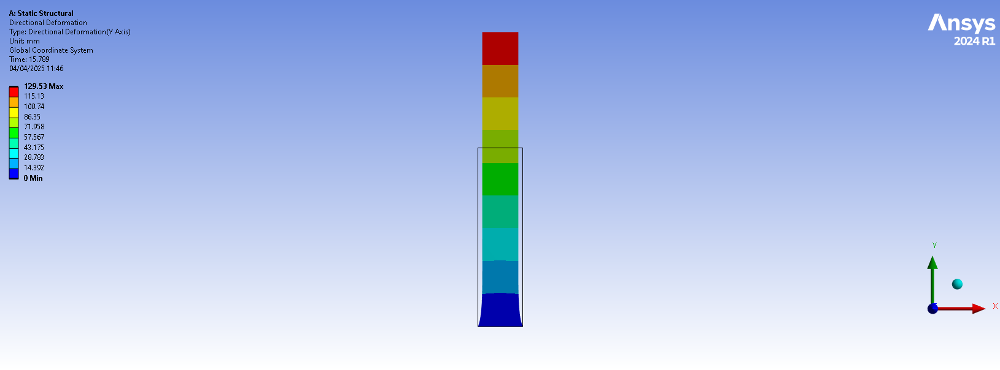 A: Static Structural
Directional Deformation
Type: Directional Deformation(Y Axis)
Unit: mm
Global Coordinate System
Time: 15.789
04/04/2025 11:46
129.53 Max
115.13
100.74
86.35
71.958
57.567
43.175
28.783
14.392
0 Min
Ansys
2024 R1
Y
X